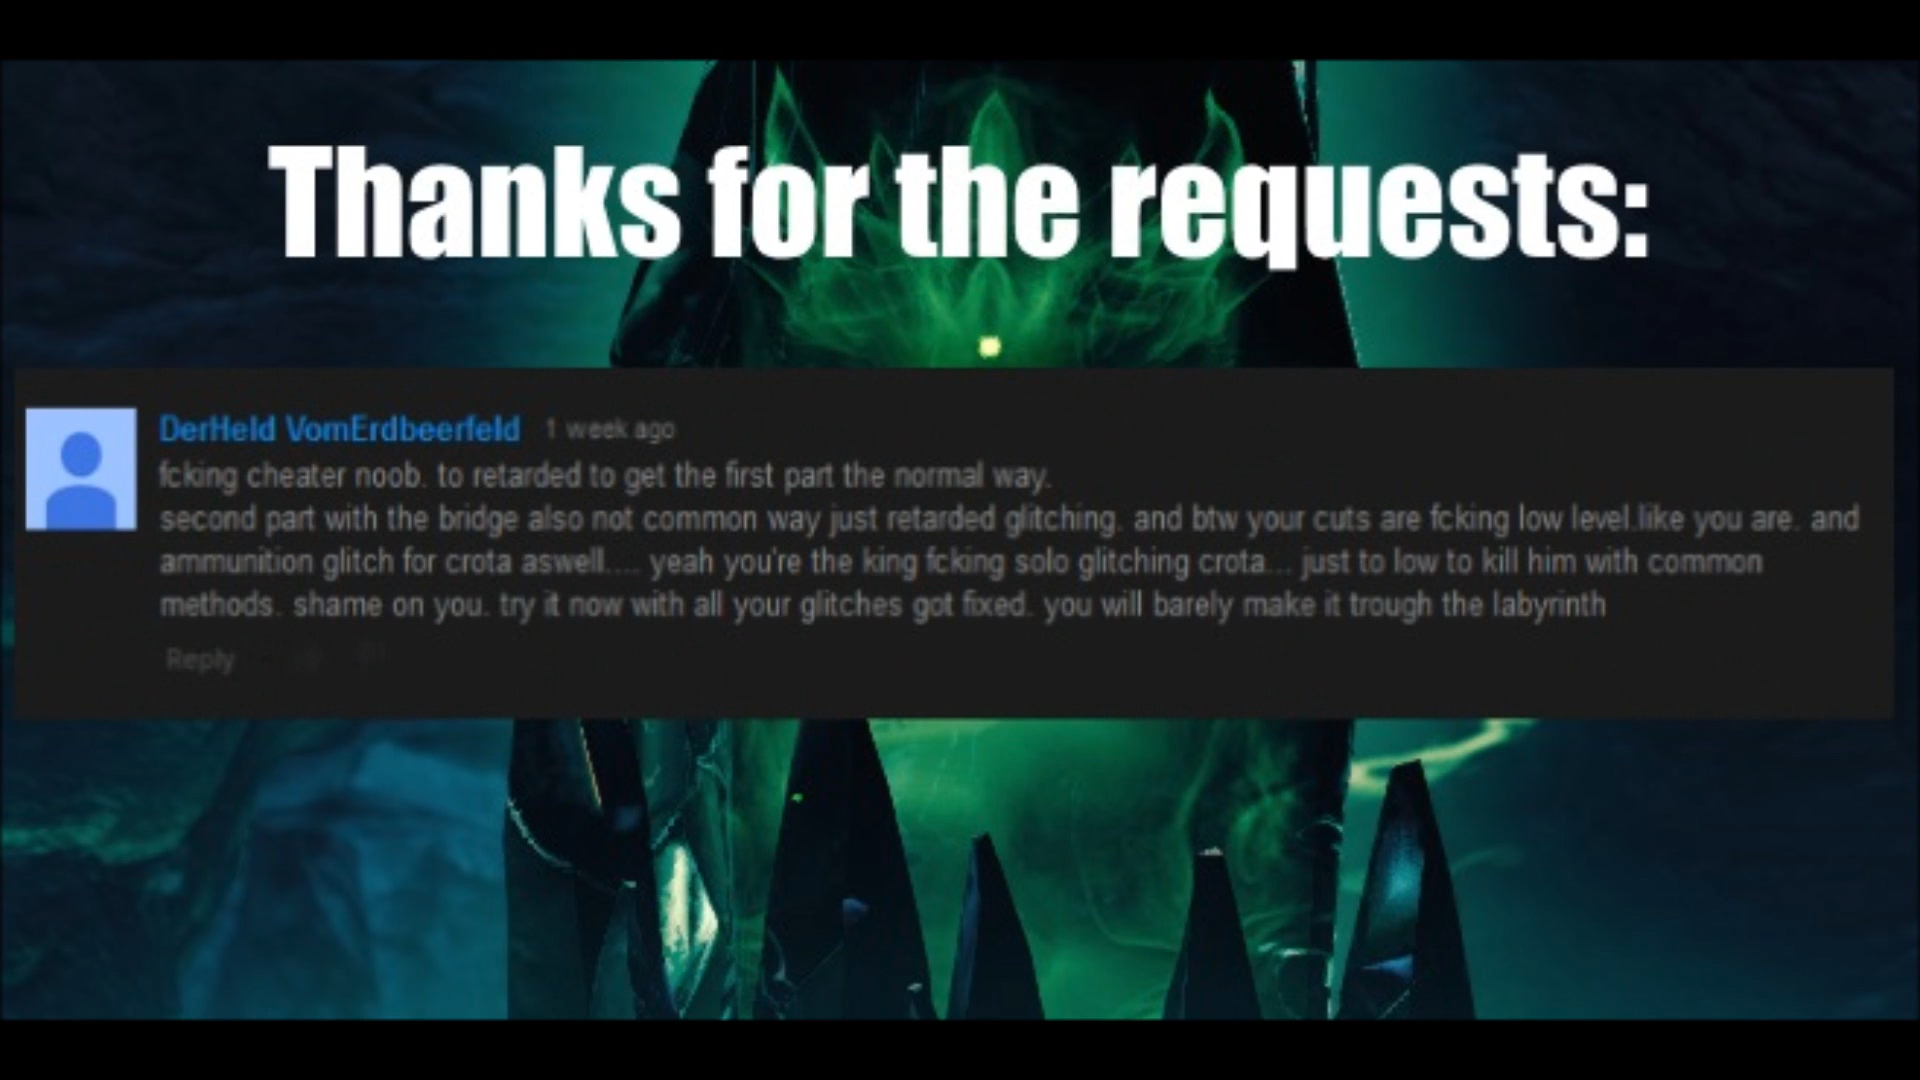 Thanks for the requests:
DerHeld VomErdbeerfeld 1 week ago
fcking cheater noob. to retarded to get the first part the normal way.
second part with the bridge also not common way just retarded glitching. and btw your cuts are fcking low level.like you are. and
ammunition glitch for crota aswell.... yeah you're the king fcking solo glitching crota... just to low to kill him with common
methods. shame on you. try it now with all your glitches got fixed. you will barely make it trough the labyrinth
Reply